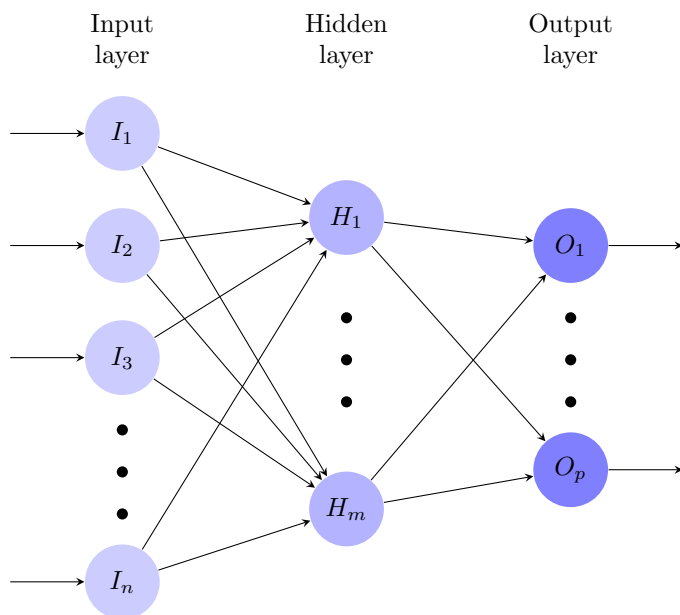 Input
layer
Hidden
layer
Output
layer
I₁
I₂
I₃
Iₙ
H₁
Hₘ
O₁
Oₚ